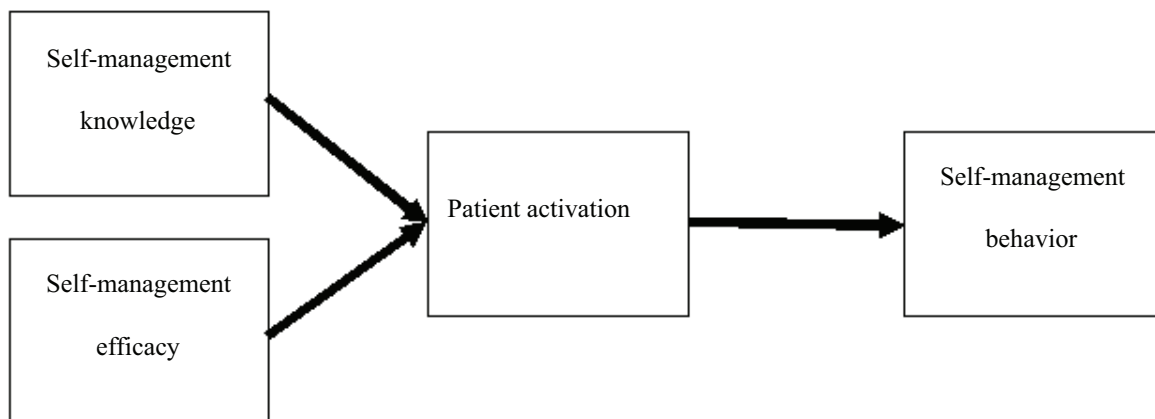 Self-management
knowledge
Self-management
efficacy
Patient activation
Self-management
behavior